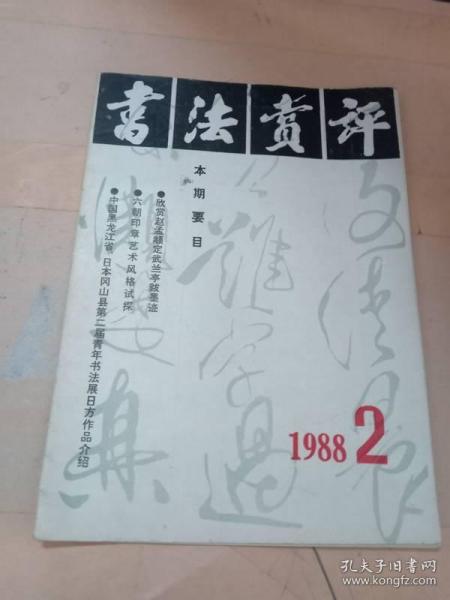 书法赏评
本期要目
●欣赏赵孟頫定武兰亭跋墨迹
●六朝印章艺术风格试探
●中国黑龙江省、日本冈山县第二届青年书法展日方作品介绍
1988 2
孔夫子旧书网
www.kongfz.com